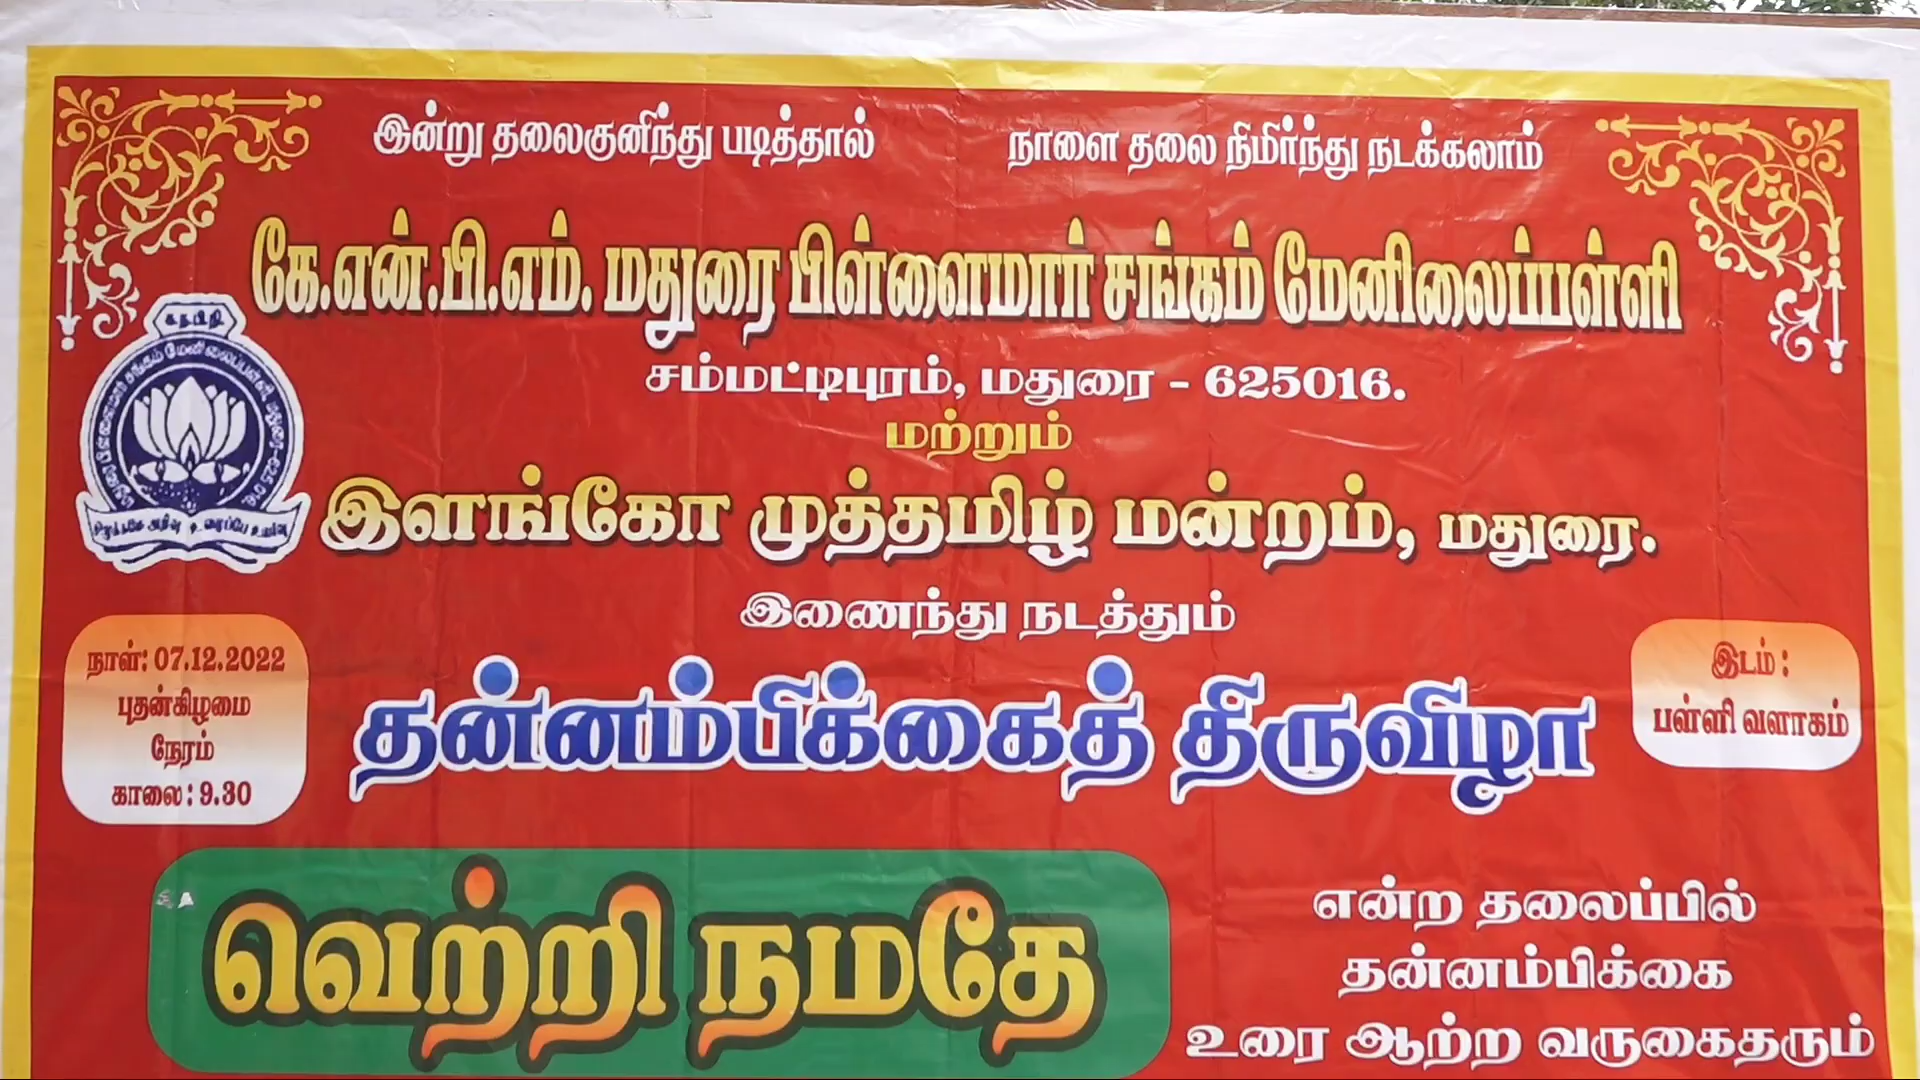 இன்று தலைகுனிந்து படித்தால் நாளை தலை நிமிர்ந்து நடக்கலாம்
கே.என்.பி.எம். மதுரை பிள்ளைமார் சங்கம் மேனிலைப்பள்ளி
சம்மட்டிபுரம், மதுரை - 625016.
மற்றும்
இளங்கோ முத்தமிழ் மன்றம், மதுரை.
இணைந்து நடத்தும்
நாள்: 07.12.2022
புதன்கிழமை
நேரம்
காலை: 9.30
தன்னம்பிக்கைத் திருவிழா
இடம் :
பள்ளி வளாகம்
வெற்றி நமதே
என்ற தலைப்பில்
தன்னம்பிக்கை
உரை ஆற்ற வருகைதரும்